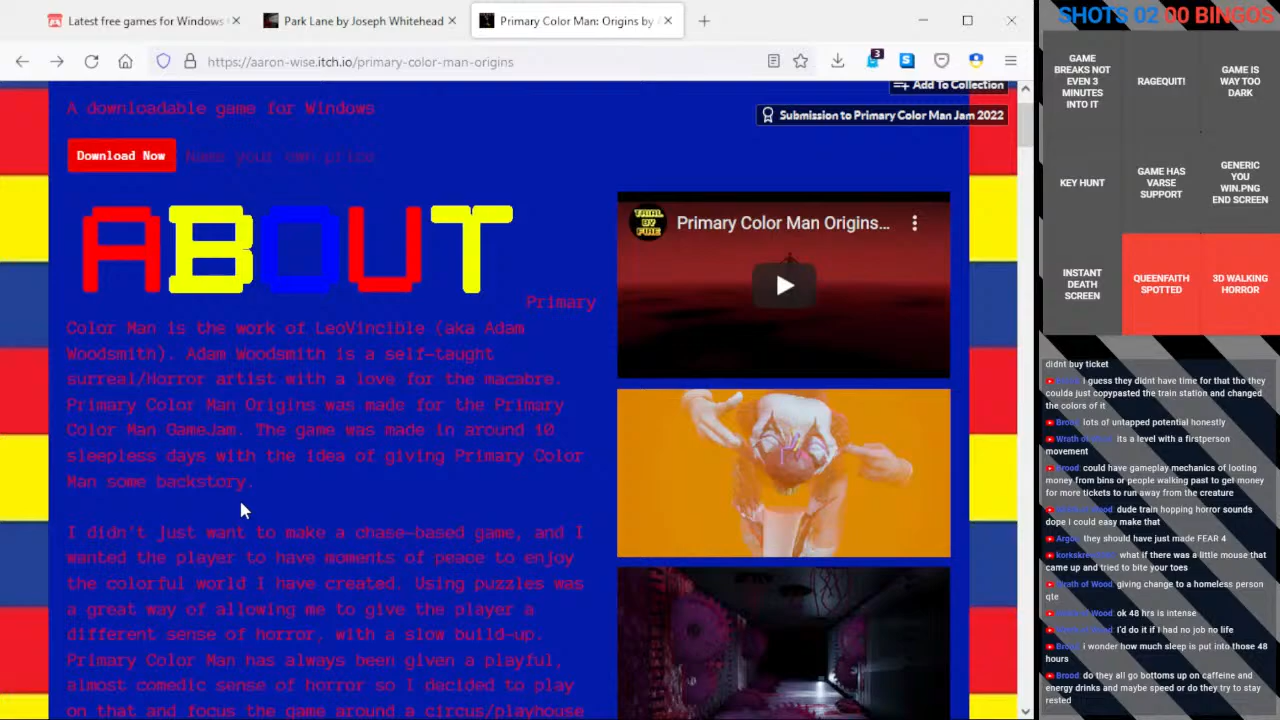 Latest free games for Windows
Park Lane by Joseph Whitehead
Primary Color Man: Origins by
https://aaron-wise.itch.io/primary-color-man-origins
3
Add To Collection
A downloadable game for Windows
Submission to Primary Color Man Jam 2022
Download Now Name your own price
ABOUT
Primary
Color Man is the work of LeoVincible (aka Adam
Woodsmith). Adam Woodsmith is a self-taught
surreal/Horror artist with a love for the macabre.
Primary Color Man Origins was made for the Primary
Color Man GameJam. The game was made in around 10
sleepless days with the idea of giving Primary Color
Man some backstory.
I didn't just want to make a chase-based game, and I
wanted the player to have moments of peace to enjoy
the colorful world I have created. Using puzzles was
a great way of allowing me to give the player a
different sense of horror, with a slow build-up.
Primary Color Man has always been given a playful,
almost comedic sense of horror so I decided to play
on that and focus the game around a circus/playhouse
TRIAL
BY
FIRE
Primary Color Man Origins...
SHOTS 02 00 BINGOS
GAME
BREAKS NOT
EVEN 3
MINUTES
INTO IT
RAGEQUIT!
GAME IS
WAY TOO
DARK
KEY HUNT
GAME HAS
VARSE
SUPPORT
GENERIC
YOU
WIN.PNG
END SCREEN
INSTANT
DEATH
SCREEN
QUEENFAITH
SPOTTED
3D WALKING
HORROR
didnt buy ticket
i guess they didnt have time for that tho they
coulda just copypasted the train station and changed
the colors of it
Brood: lots of untapped potential honestly
its a level with a firstperson
movement
could have gameplay mechanics of looting
money from bins or people walking past to get money
for more tickets to run away from the creature
dude train hopping horror sounds
dope i could easy make that
they should have just made FEAR 4
what if there was a little mouse that
came up and tried to bite your toes
giving change to a homeless person
qte
ok 48 hrs is intense
I'd do it if I had no job no life
i wonder how much sleep is put into those 48
hours
Brood: do they all go bottoms up on caffeine and
energy drinks and maybe speed or do they try to stay
rested